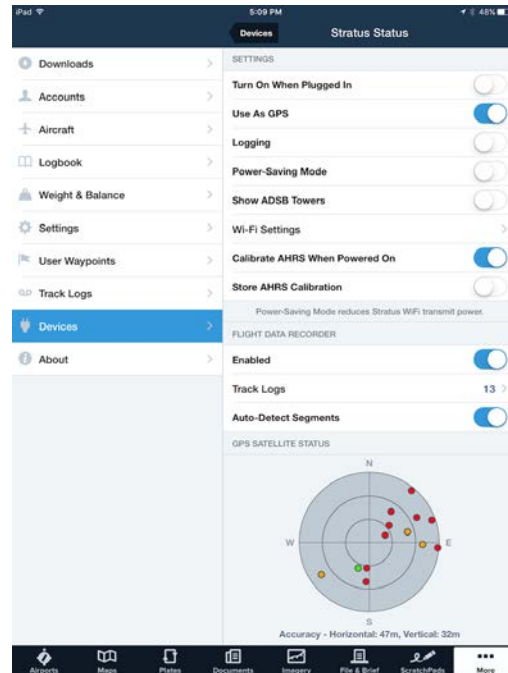 iPad 5:09 PM 48%
Devices Stratus Status
Downloads
Accounts
Aircraft
Logbook
Weight & Balance
Settings
User Waypoints
Track Logs
Devices
About
SETTINGS
Turn On When Plugged In
Use As GPS
Logging
Power-Saving Mode
Show ADSB Towers
Wi-Fi Settings
Calibrate AHRS When Powered On
Store AHRS Calibration
Power-Saving Mode reduces Stratus WiFi transmit power.
FLIGHT DATA RECORDER
Enabled
Track Logs 13
Auto-Detect Segments
GPS SATELLITE STATUS
N
W E
S
Accuracy - Horizontal: 47m, Vertical: 32m
Airports Maps Plates Documents Imagery File & Brief ScratchPads More